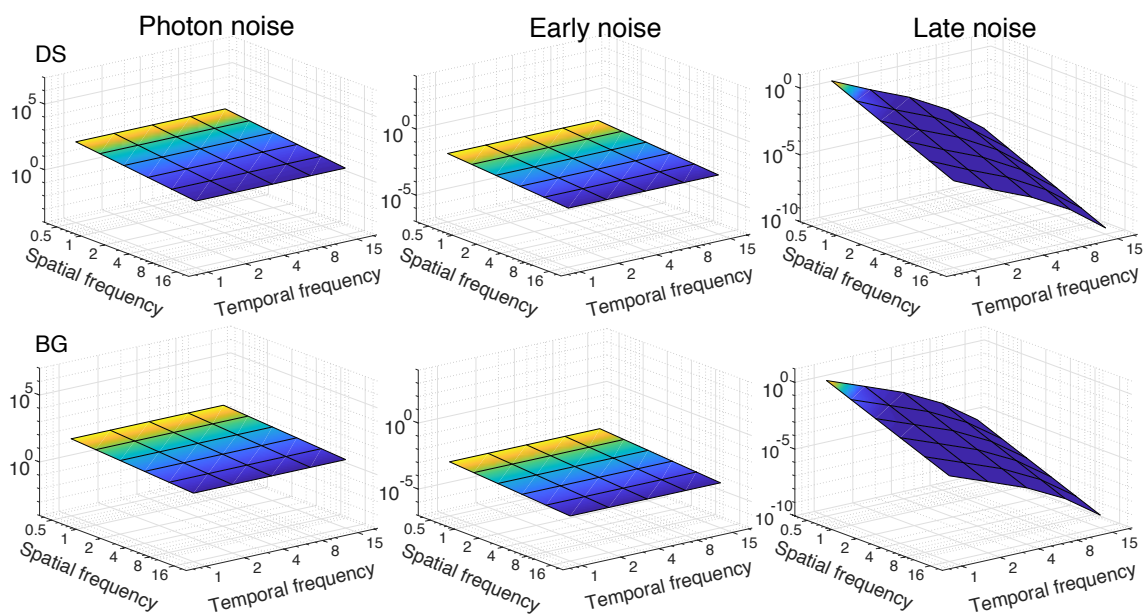 Photon noise Early noise Late noise
DS
10^5
10^0
0.5 1 2 4 8 16
Spatial frequency
1 2 4 8 15
Temporal frequency
10^0
10^-5
0.5 1 2 4 8 16
Spatial frequency
1 2 4 8 15
Temporal frequency
10^0
10^-5
10^-10
0.5 1 2 4 8 16
Spatial frequency
1 2 4 8 15
Temporal frequency
BG
10^5
10^0
0.5 1 2 4 8 16
Spatial frequency
1 2 4 8 15
Temporal frequency
10^0
10^-5
0.5 1 2 4 8 16
Spatial frequency
1 2 4 8 15
Temporal frequency
10^0
10^-5
10^-10
0.5 1 2 4 8 16
Spatial frequency
1 2 4 8 15
Temporal frequency